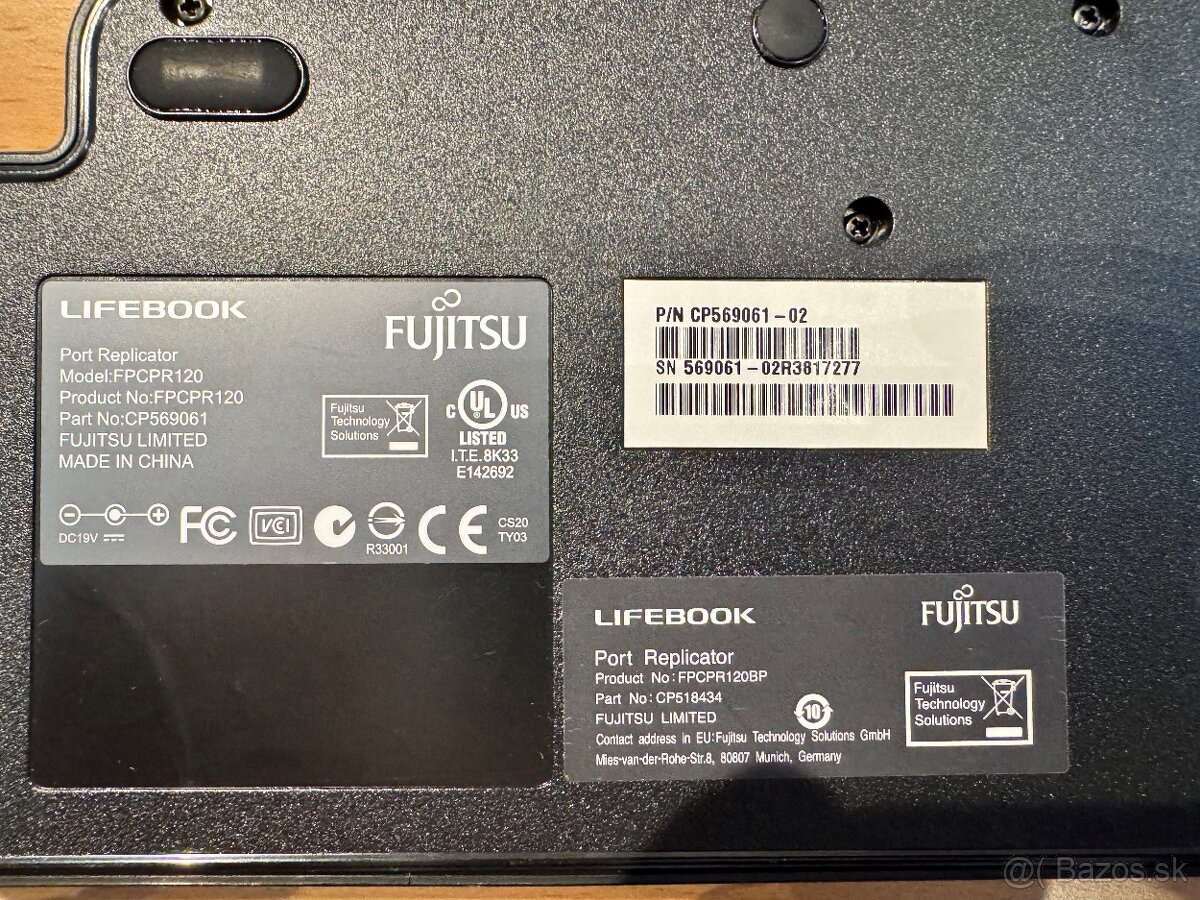 LIFEBOOK
FUJITSU
Port Replicator
Model:FPCPR120
Product No:FPCPR120
Part No:CP569061
FUJITSU LIMITED
MADE IN CHINA
Fujitsu
Technology
Solutions
C UL US
®
LISTED
I.T.E.8K33
E142692
DC19V
FC
VCI
R33001
CE
CS20
TY03
P/N CP569061-02
SN 569061-02R3817277
LIFEBOOK
FUJITSU
Port Replicator
Product No:FPCPR120BP
Part No:CP518434
FUJITSU LIMITED
10
Contact address in EU:Fujitsu Technology Solutions GmbH
Mies-van-der-Rohe-Str.8, 80807 Munich, Germany
Fujitsu
Technology
Solutions
@( Bazos.sk